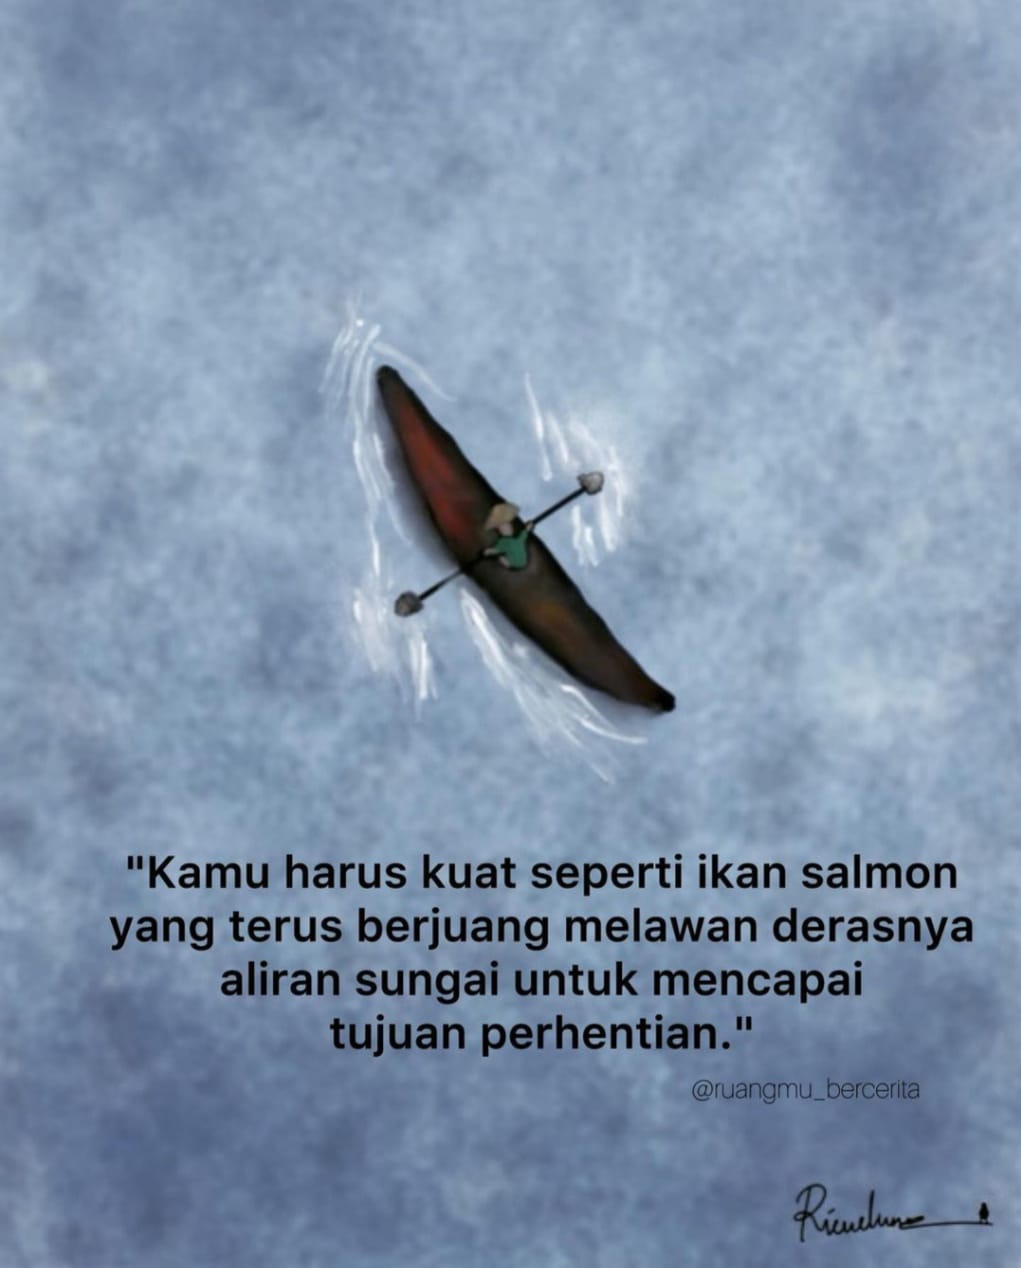 "Kamu harus kuat seperti ikan salmon
yang terus berjuang melawan derasnya
aliran sungai untuk mencapai
tujuan perhentian."
@ruangmu_bercerita